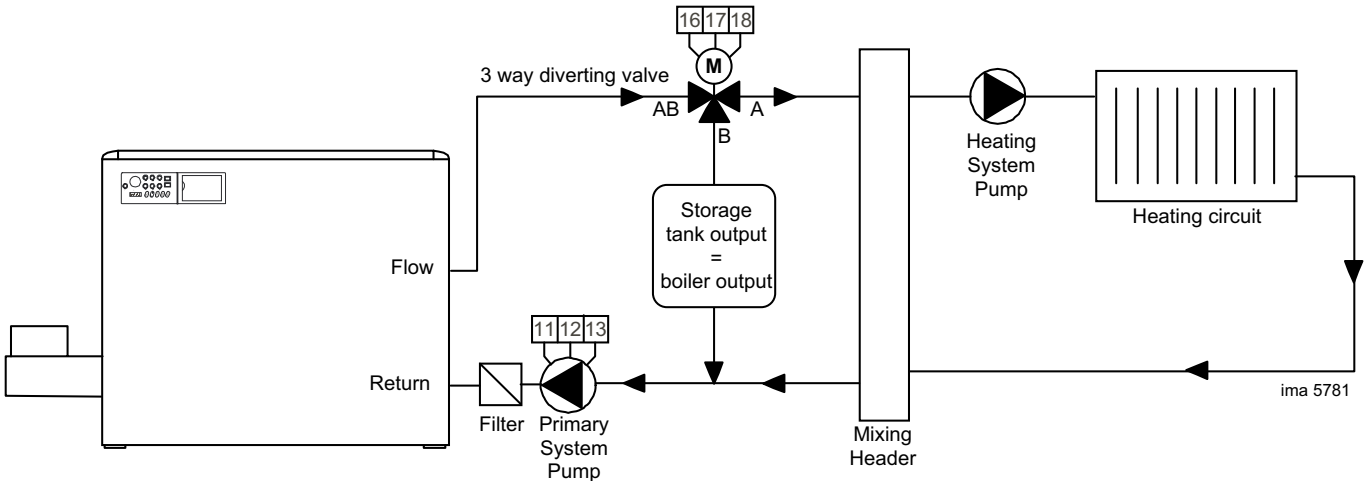 16 17 18
M
3 way diverting valve
AB
A
B
Heating
System
Pump
Heating circuit
Storage
tank output
=
boiler output
Flow
11 12 13
Return
Filter
Primary
System
Pump
Mixing
Header
ima 5781